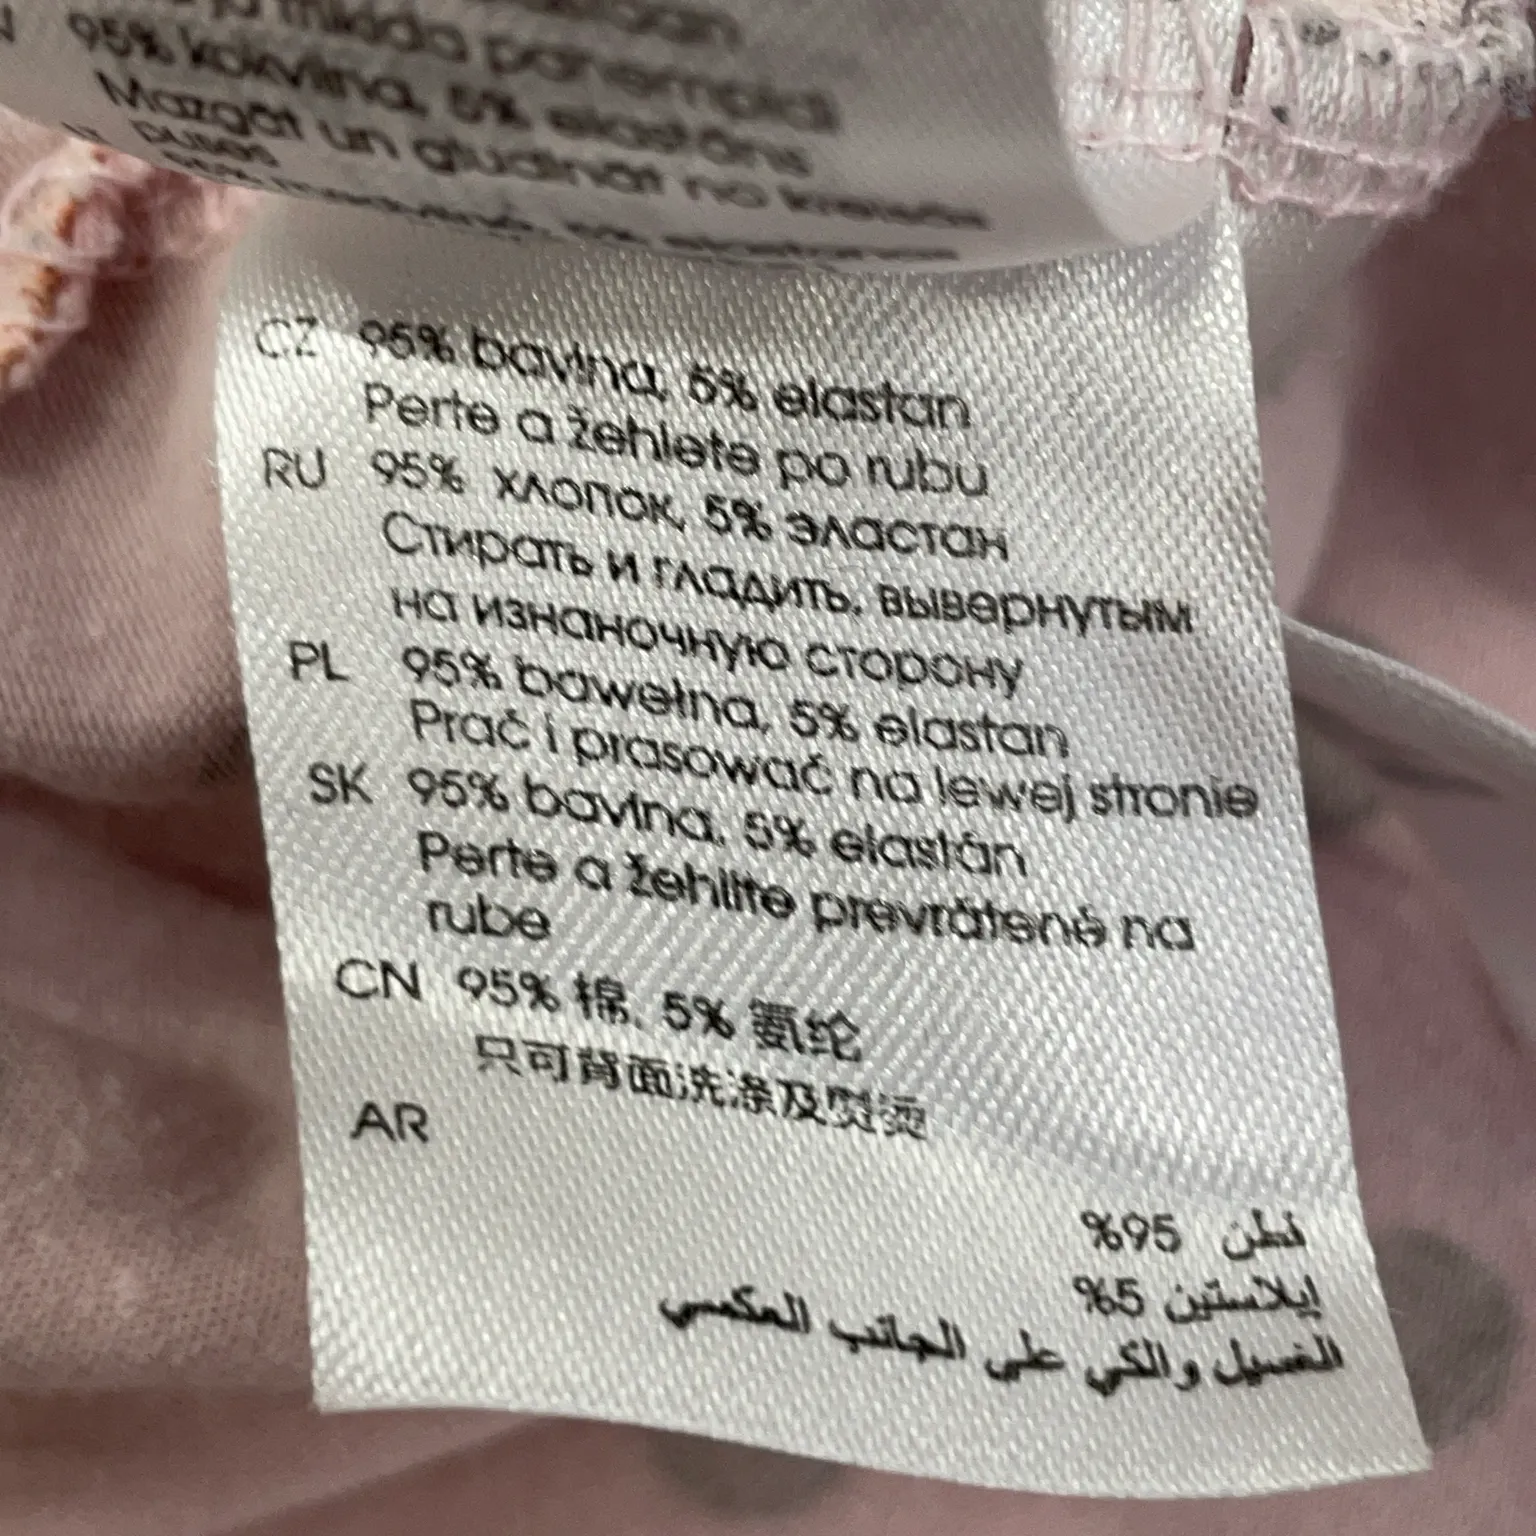 95% kokvilna, 5% elastāns
Mazgāt un gludināt no kreisās
puses
CZ 95% bavlna, 5% elastan
Perte a žehlete po rubu
RU 95% хлопок, 5% эластан
Стирать и гладить, вывернутым
на изнаночную сторону
PL 95% bawełna, 5% elastan
Prać i prasować na lewej stronie
SK 95% bavlna, 5% elastán
Perte a žehlite prevrátené na
rube
CN 95% 棉, 5% 氨纶
只可背面洗涤及熨烫
AR
قطن 95%
إيلاستين 5%
الغسيل والكي على الجانب العكسي